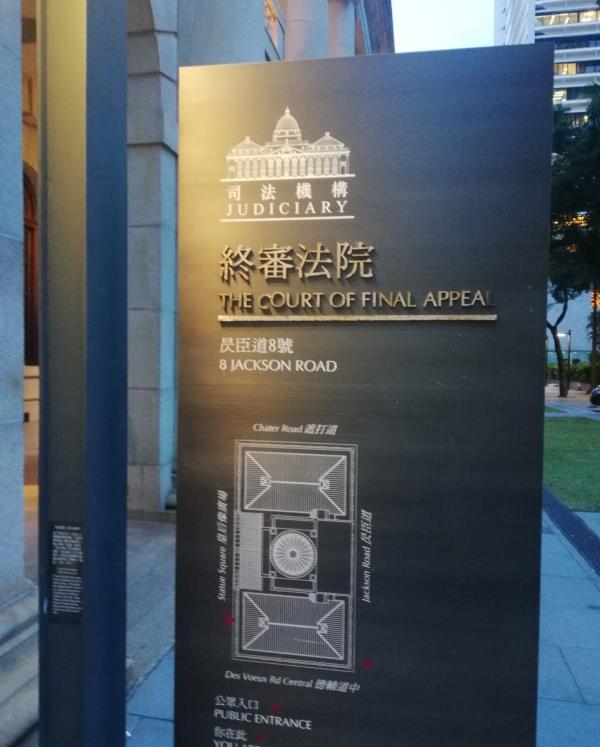 司法機構
JUDICIARY
終審法院
THE COURT OF FINAL APPEAL
昃臣道8號
8 JACKSON ROAD
Chater Road 遮打道
Statue Square 皇后像廣場
Jackson Road 昃臣道
Des Voeux Rd Central 德輔道中
公眾入口
PUBLIC ENTRANCE
你在此
YOU